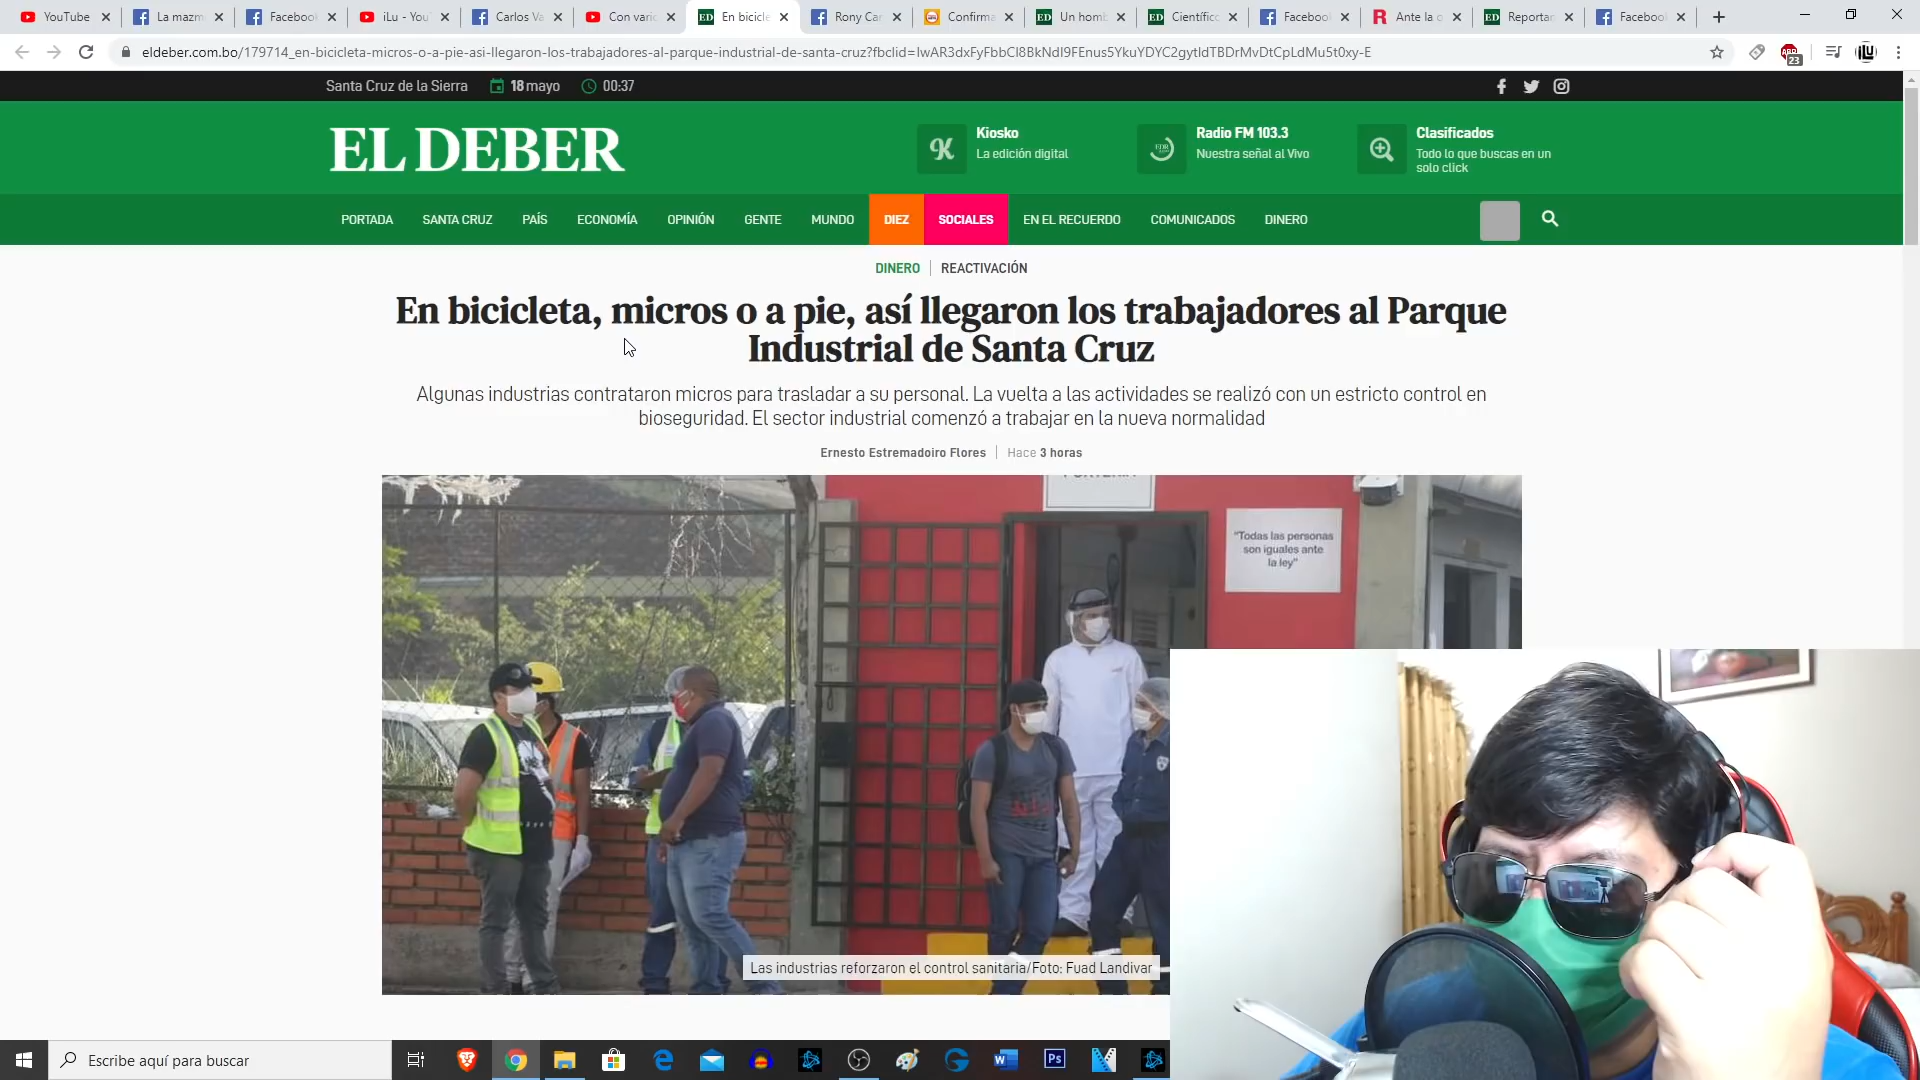 YouTube
La mazm
Facebook
iLu - You
Carlos Va
Con vario
En bicicle
Rony Car
Confirma
Un homb
Científico
Facebook
Ante la c
Reportan
Facebook
eldeber.com.bo/179714_en-bicicleta-micros-o-a-pie-asi-llegaron-los-trabajadores-al-parque-industrial-de-santa-cruz?fbclid=
23
Santa Cruz de la Sierra 18 mayo 00:37
EL DEBER
Kiosko
La edición digital
Radio FM 103.3
Nuestra señal al Vivo
Clasificados
Todo lo que buscas en un
solo click
PORTADA SANTA CRUZ PAÍS ECONOMÍA OPINIÓN GENTE MUNDO DIEZ SOCIALES EN EL RECUERDO COMUNICADOS DINERO
DINERO | REACTIVACIÓN
En bicicleta, micros o a pie, así llegaron los trabajadores al Parque
Industrial de Santa Cruz
Algunas industrias contrataron micros para trasladar a su personal. La vuelta a las actividades se realizó con un estricto control en
bioseguridad. El sector industrial comenzó a trabajar en la nueva normalidad
Ernesto Estremadoiro Flores | Hace 3 horas
"Todas las personas
son iguales ante
la ley"
Las industrias reforzaron el control sanitaria/Foto: Fuad Landivar
Escribe aquí para buscar